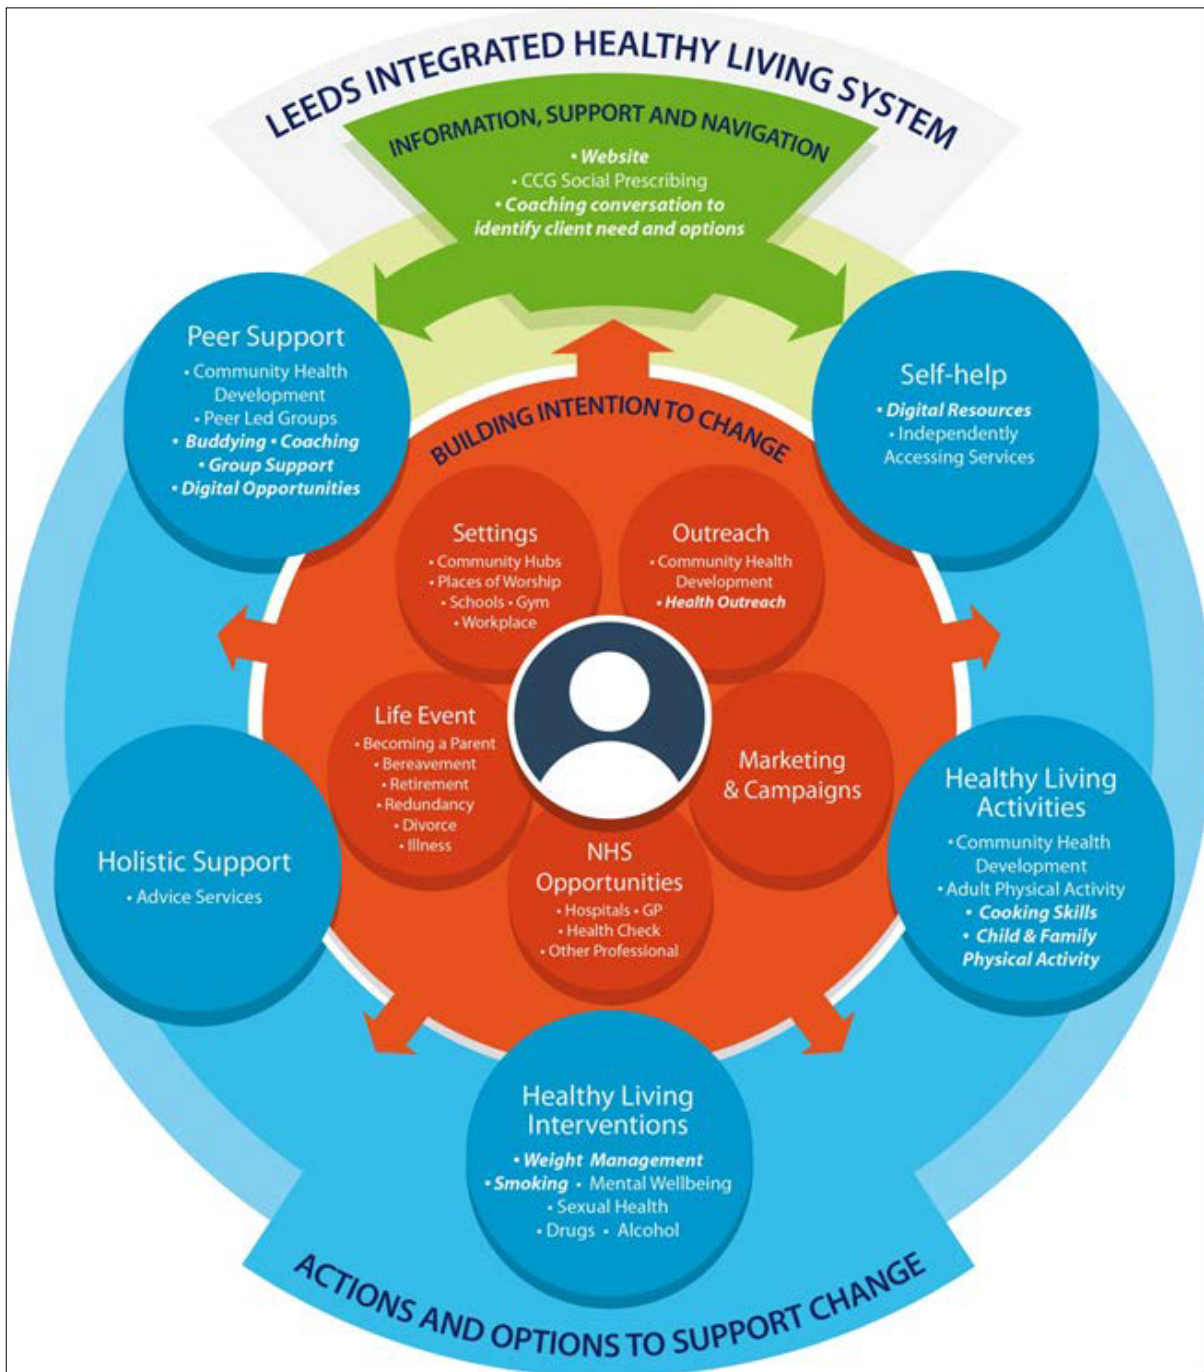 LEEDS INTEGRATED HEALTHY LIVING SYSTEM
INFORMATION, SUPPORT AND NAVIGATION
• Website
• CCG Social Prescribing
• Coaching conversation to
identify client need and options
Peer Support
• Community Health
Development
• Peer Led Groups
• Buddying • Coaching
• Group Support
• Digital Opportunities
Self-help
• Digital Resources
• Independently
Accessing Services
BUILDING INTENTION TO CHANGE
Settings
• Community Hubs
• Places of Worship
• Schools • Gym
• Workplace
Outreach
• Community Health
Development
• Health Outreach
Life Event
• Becoming a Parent
• Bereavement
• Retirement
• Redundancy
• Divorce
• Illness
Marketing
& Campaigns
NHS
Opportunities
• Hospitals • GP
• Health Check
• Other Professional
Holistic Support
• Advice Services
Healthy Living
Activities
• Community Health
Development
• Adult Physical Activity
• Cooking Skills
• Child & Family
Physical Activity
Healthy Living
Interventions
• Weight Management
• Smoking • Mental Wellbeing
• Sexual Health
• Drugs • Alcohol
ACTIONS AND OPTIONS TO SUPPORT CHANGE